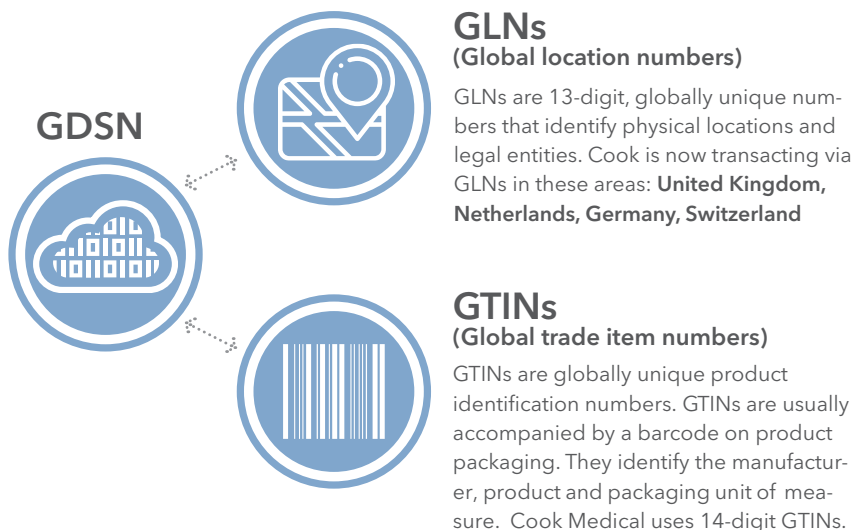 GDSN
GLNs
(Global location numbers)
GLNs are 13-digit, globally unique num-
bers that identify physical locations and
legal entities. Cook is now transacting via
GLNs in these areas: United Kingdom,
Netherlands, Germany, Switzerland
GTINs
(Global trade item numbers)
GTINs are globally unique product
identification numbers. GTINs are usually
accompanied by a barcode on product
packaging. They identify the manufactur-
er, product and packaging unit of mea-
sure. Cook Medical uses 14-digit GTINs.